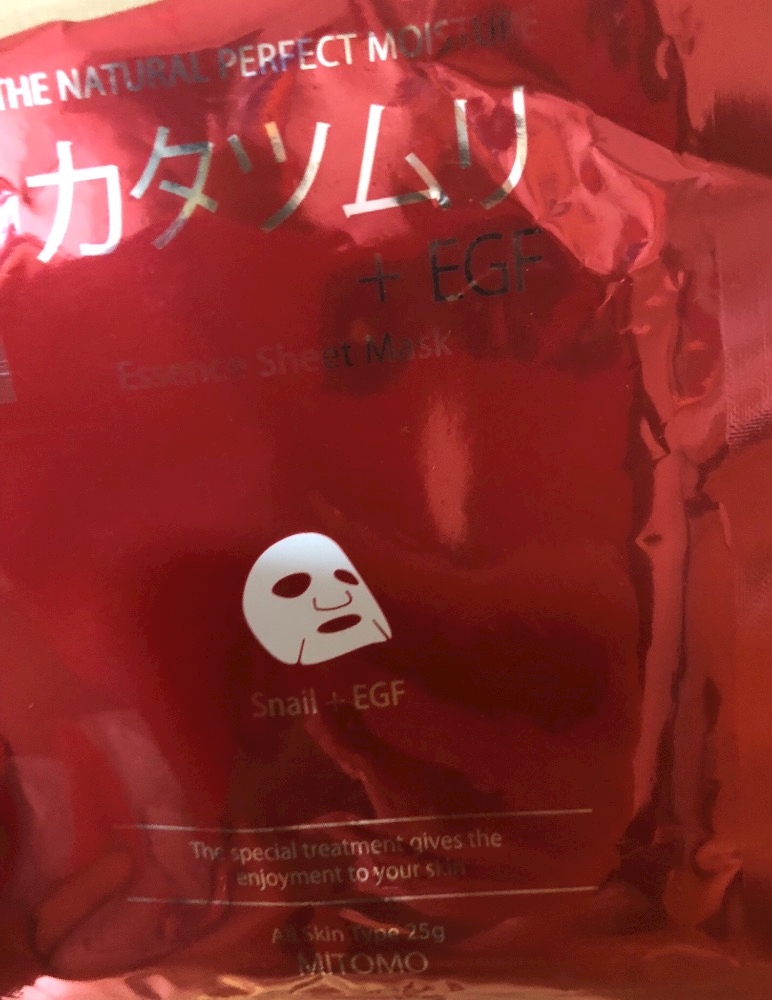 THE NATURAL PERFECT MOISTURE
カタツムリ
+ EGF
Essence Sheet Mask
Snail + EGF
The special treatment gives the
enjoyment to your skin
All Skin Type 25g
MITOMO